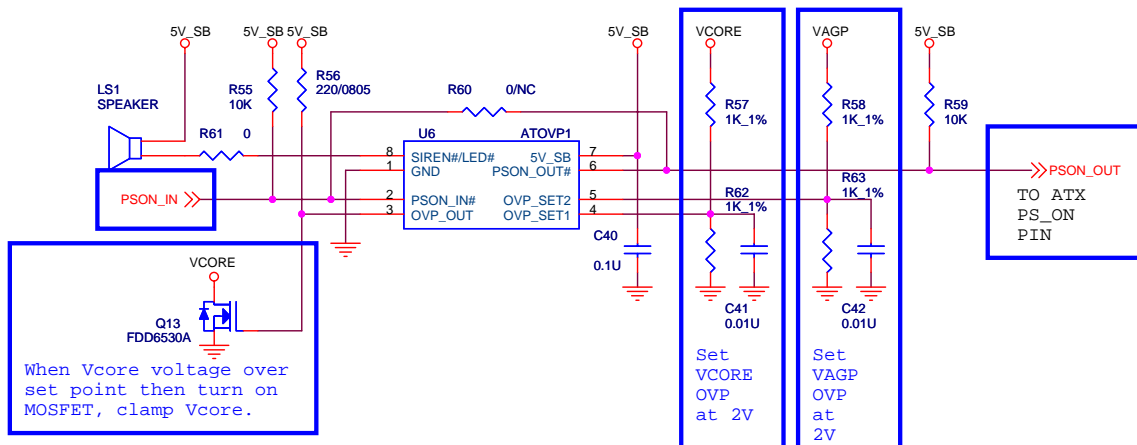 5V_SB
5V_SB
5V_SB
5V_SB
VCORE
VAGP
5V_SB
LS1
SPEAKER
R55
10K
R56
220/0805
R60
0/NC
R57
1K_1%
R58
1K_1%
R59
10K
R61
0
U6
ATOVP1
8
SIREN#/LED#
1
GND
2
PSON_IN#
3
OVP_OUT
5V_SB
7
PSON_OUT#
6
OVP_SET2
5
OVP_SET1
4
PSON_IN
PSON_OUT
TO ATX
PS_ON
PIN
R62
1K_1%
R63
1K_1%
C40
0.1U
C41
0.01U
C42
0.01U
VCORE
Q13
FDD6530A
When Vcore voltage over
set point then turn on
MOSFET, clamp Vcore.
Set
VCORE
OVP
at 2V
Set
VAGP
OVP
at
2V